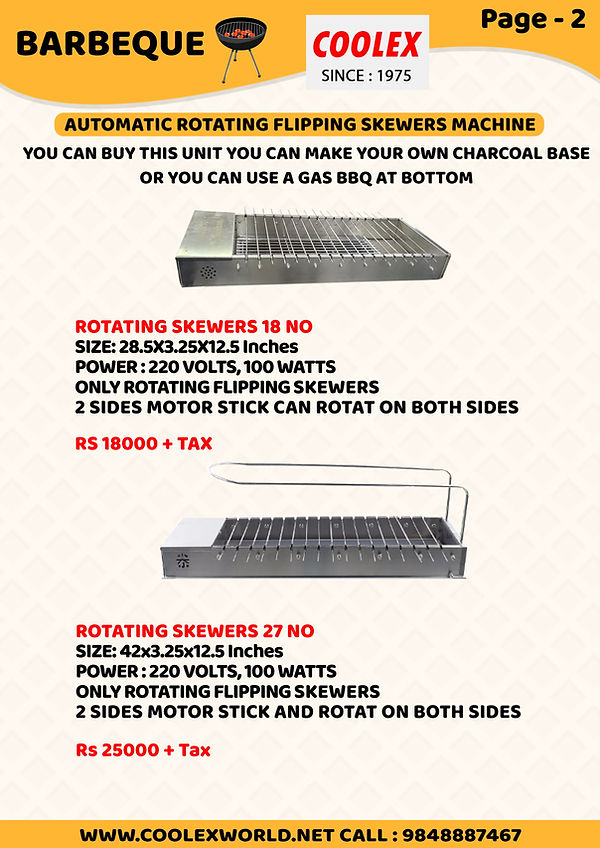 BARBEQUE
COOLEX
SINCE : 1975
Page - 2
AUTOMATIC ROTATING FLIPPING SKEWERS MACHINE
YOU CAN BUY THIS UNIT YOU CAN MAKE YOUR OWN CHARCOAL BASE
OR YOU CAN USE A GAS BBQ AT BOTTOM
ROTATING SKEWERS 18 NO
SIZE: 28.5X3.25X12.5 Inches
POWER : 220 VOLTS, 100 WATTS
ONLY ROTATING FLIPPING SKEWERS
2 SIDES MOTOR STICK CAN ROTAT ON BOTH SIDES
RS 18000 + TAX
ROTATING SKEWERS 27 NO
SIZE: 42x3.25x12.5 Inches
POWER : 220 VOLTS, 100 WATTS
ONLY ROTATING FLIPPING SKEWERS
2 SIDES MOTOR STICK AND ROTAT ON BOTH SIDES
Rs 25000 + Tax
WWW.COOLEXWORLD.NET CALL : 9848887467